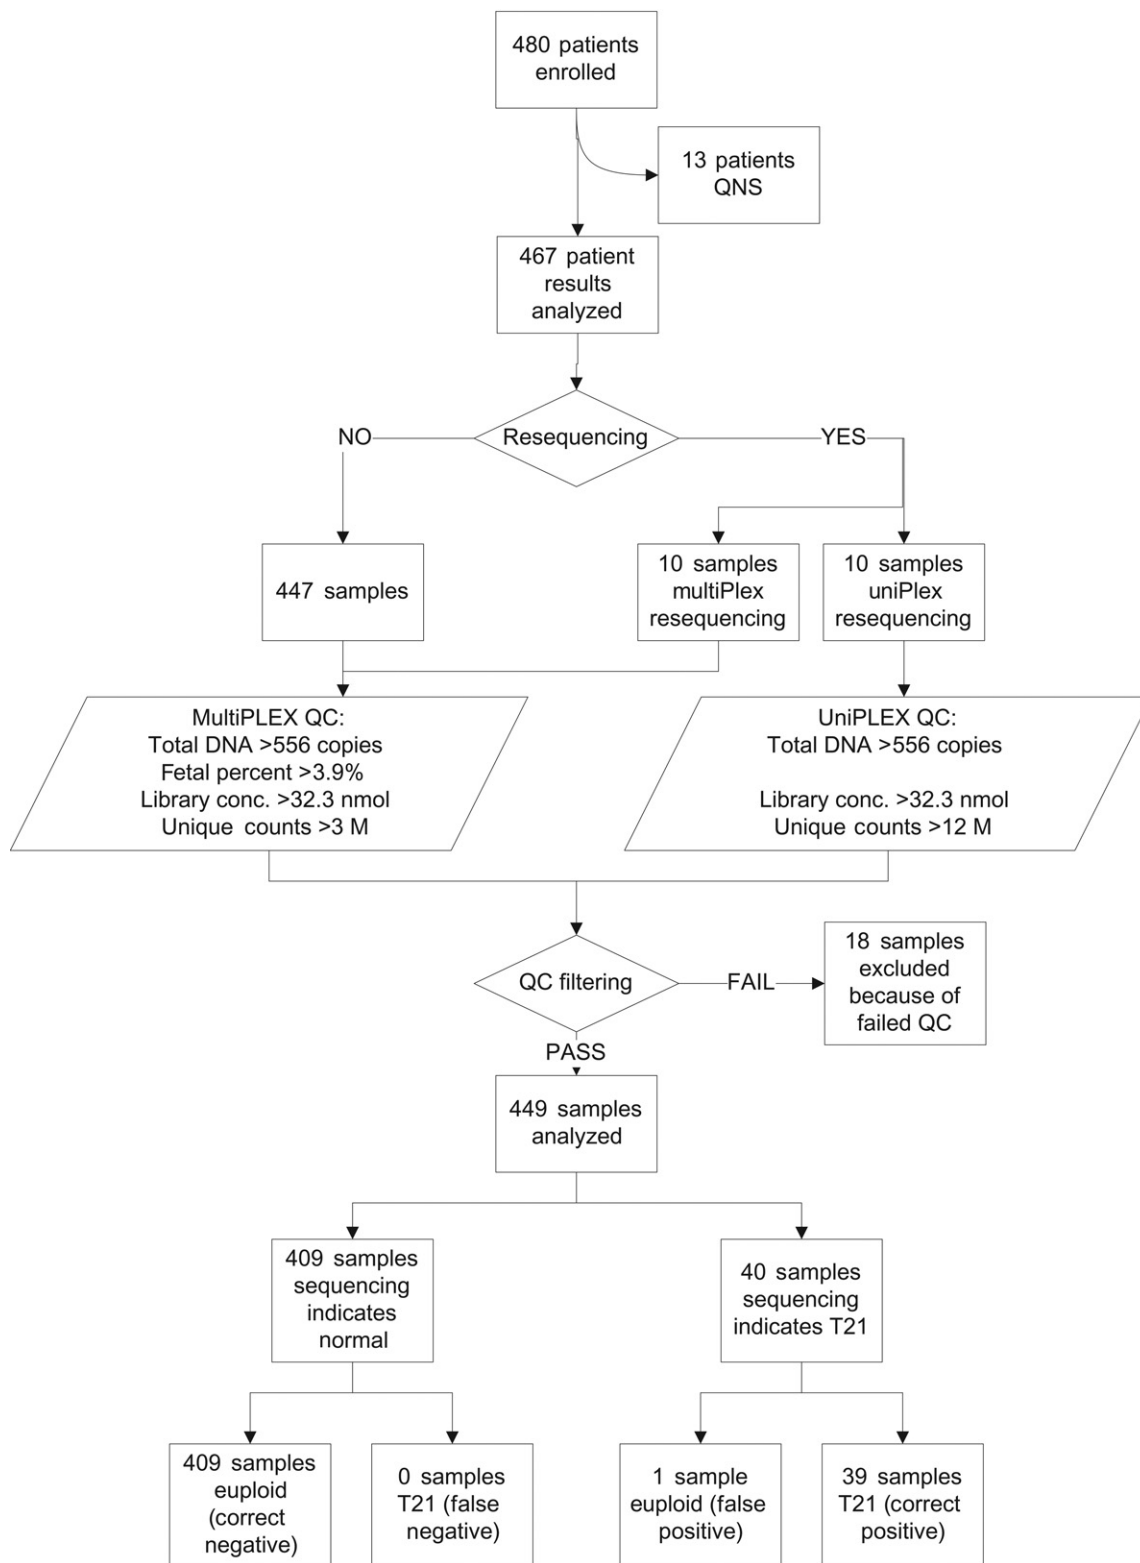 480 patients
enrolled
13 patients
QNS
467 patient
results
analyzed
Resequencing
NO
YES
447 samples
10 samples
multiPlex
resequencing
10 samples
uniPlex
resequencing
MultiPLEX QC:
Total DNA >556 copies
Fetal percent >3.9%
Library conc. >32.3 nmol
Unique counts >3 M
UniPLEX QC:
Total DNA >556 copies
Library conc. >32.3 nmol
Unique counts >12 M
QC filtering
FAIL
18 samples
excluded
because of
failed QC
PASS
449 samples
analyzed
409 samples
sequencing
indicates
normal
40 samples
sequencing
indicates T21
409 samples
euploid
(correct
negative)
0 samples
T21 (false
negative)
1 sample
euploid (false
positive)
39 samples
T21 (correct
positive)